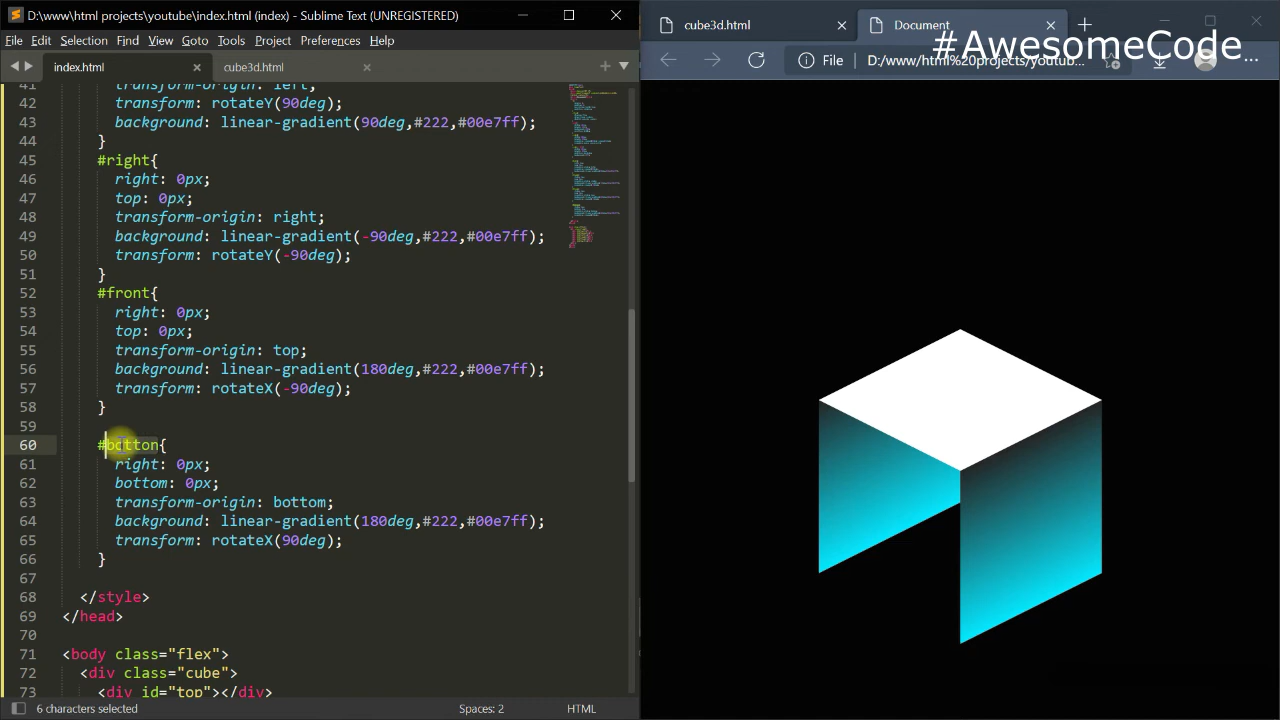 D:\www\html projects\youtube\index.html (index) - Sublime Text (UNREGISTERED)
File Edit Selection Find View Goto Tools Project Preferences Help
index.html
cube3d.html
41 transform-origin: left;
42 transform: rotateY(90deg);
43 background: linear-gradient(90deg,#222,#00e7ff);
44 }
45 #right{
46 right: 0px;
47 top: 0px;
48 transform-origin: right;
49 background: linear-gradient(-90deg,#222,#00e7ff);
50 transform: rotateY(-90deg);
51 }
52 #front{
53 right: 0px;
54 top: 0px;
55 transform-origin: top;
56 background: linear-gradient(180deg,#222,#00e7ff);
57 transform: rotateX(-90deg);
58 }
59
60 #botton{
61 right: 0px;
62 bottom: 0px;
63 transform-origin: bottom;
64 background: linear-gradient(180deg,#222,#00e7ff);
65 transform: rotateX(90deg);
66 }
67
68 </style>
69 </head>
70
71 <body class="flex">
72 <div class="cube">
73 <div id="top"></div>
6 characters selected
Spaces: 2
HTML
cube3d.html
Document
#AwesomeCode
File
D:/www/html%20projects/youtub...